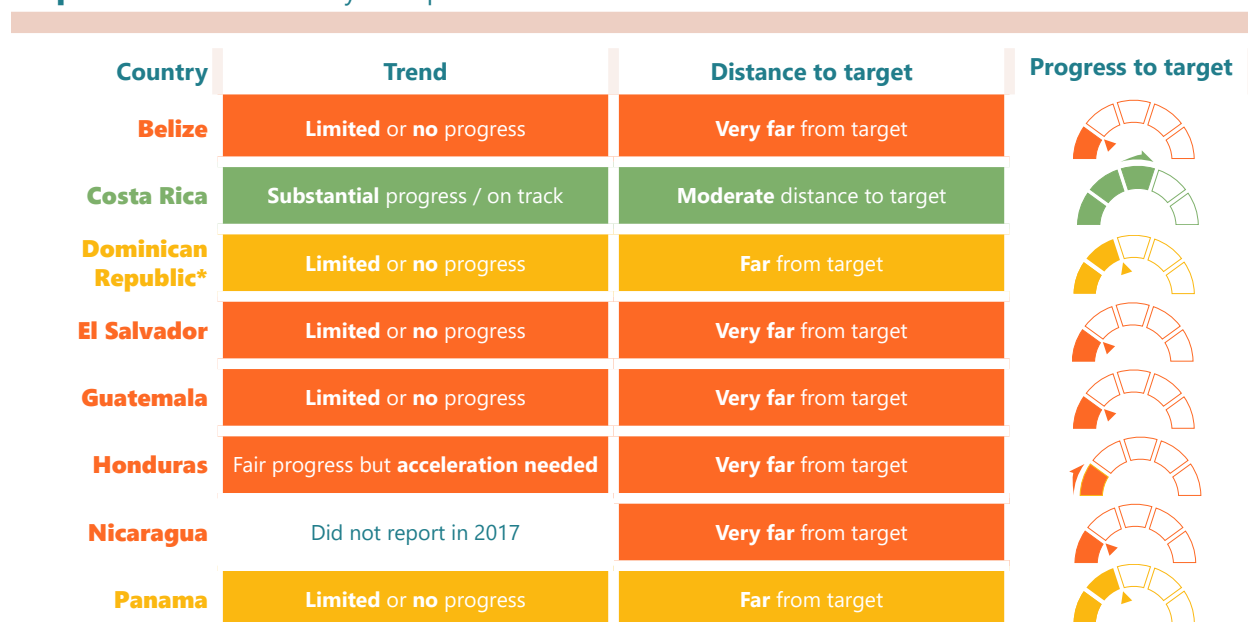 Country Trend Distance to target Progress to target
Belize Limited or no progress Very far from target
Costa Rica Substantial progress / on track Moderate distance to target
Dominican
Republic* Limited or no progress Far from target
El Salvador Limited or no progress Very far from target
Guatemala Limited or no progress Very far from target
Honduras Fair progress but acceleration needed Very far from target
Nicaragua Did not report in 2017 Very far from target
Panama Limited or no progress Far from target